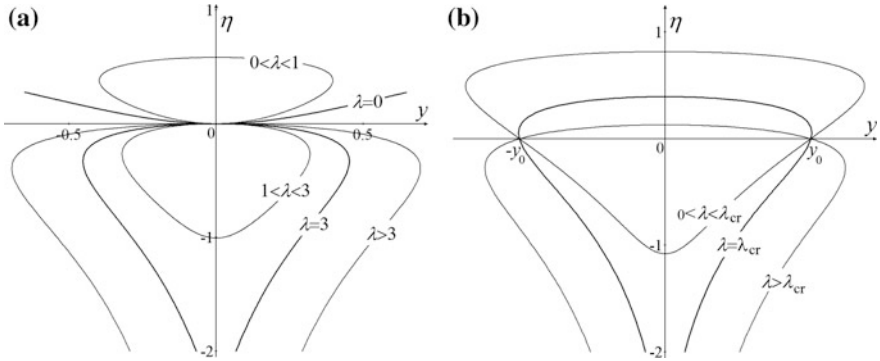 (a)
1
η
0<λ<1
λ=0
y
-0.5
0
0.5
1<λ<3
-1
λ=3
λ>3
-2
(b)
1
η
y
-y₀
0
y₀
0<λ<λcr
-1
λ=λcr
λ>λcr
-2